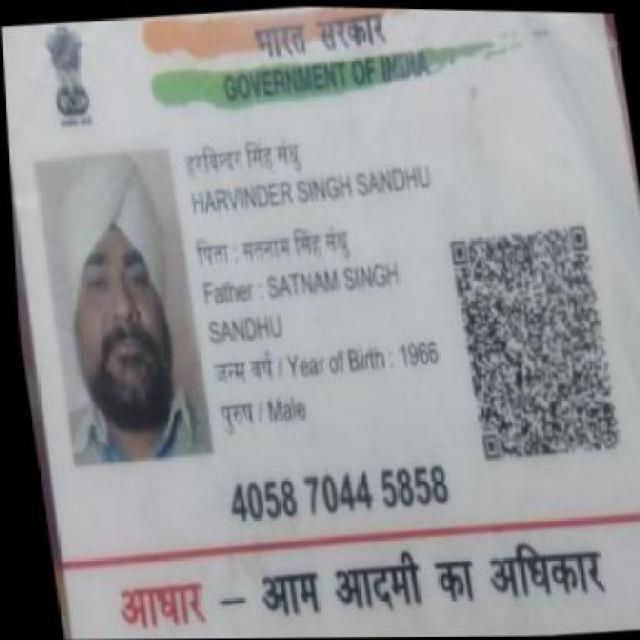 भारत सरकार
GOVERNMENT OF INDIA
हरविन्दर सिंह संधु
HARVINDER SINGH SANDHU
पिता : सतनाम सिंह संधु
Father : SATNAM SINGH
SANDHU
जन्म वर्ष / Year of Birth : 1966
पुरुष / Male
4058 7044 5858
आधार – आम आदमी का अधिकार